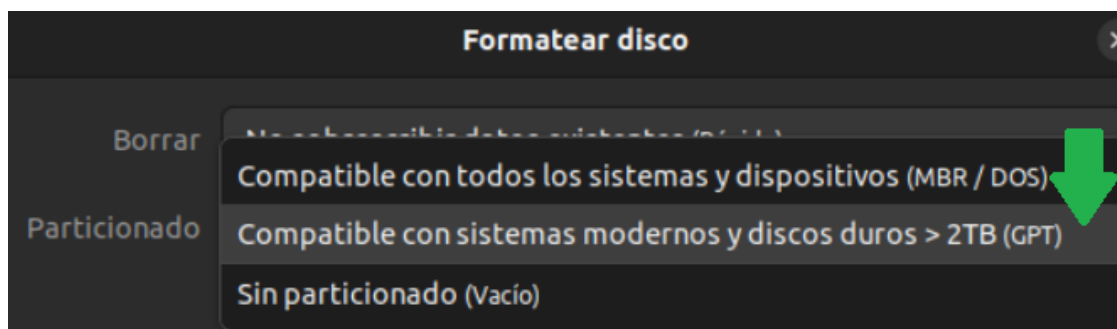 Formatear disco
Borrar
Compatible con todos los sistemas y dispositivos (MBR / DOS)
Particionado
Compatible con sistemas modernos y discos duros > 2TB (GPT)
Sin particionado (Vacío)